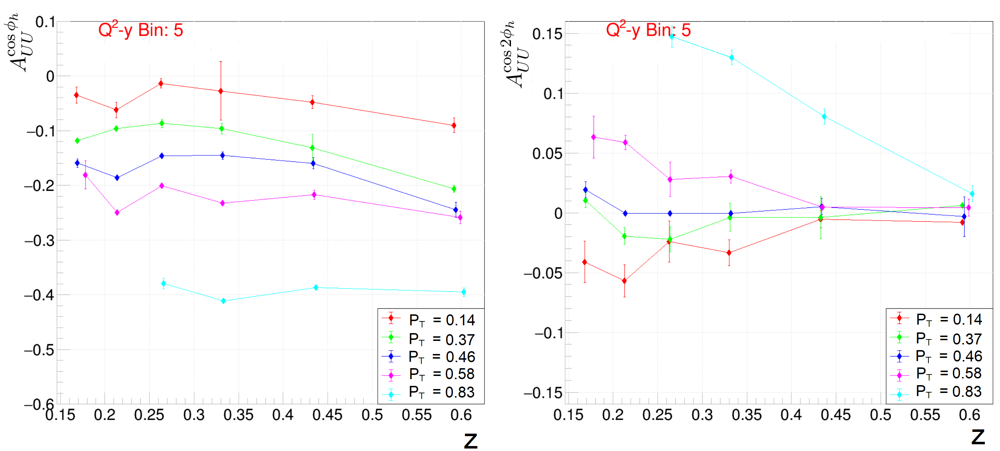 A_{UU}^{cos ϕ_h}
Q²-y Bin: 5
0.1
0
−0.1
−0.2
−0.3
−0.4
−0.5
−0.6
0.15 0.2 0.25 0.3 0.35 0.4 0.45 0.5 0.55 0.6
z
P_T = 0.14
P_T = 0.37
P_T = 0.46
P_T = 0.58
P_T = 0.83
A_{UU}^{cos 2ϕ_h}
Q²-y Bin: 5
0.15
0.1
0.05
0
−0.05
−0.1
−0.15
0.15 0.2 0.25 0.3 0.35 0.4 0.45 0.5 0.55 0.6
z
P_T = 0.14
P_T = 0.37
P_T = 0.46
P_T = 0.58
P_T = 0.83